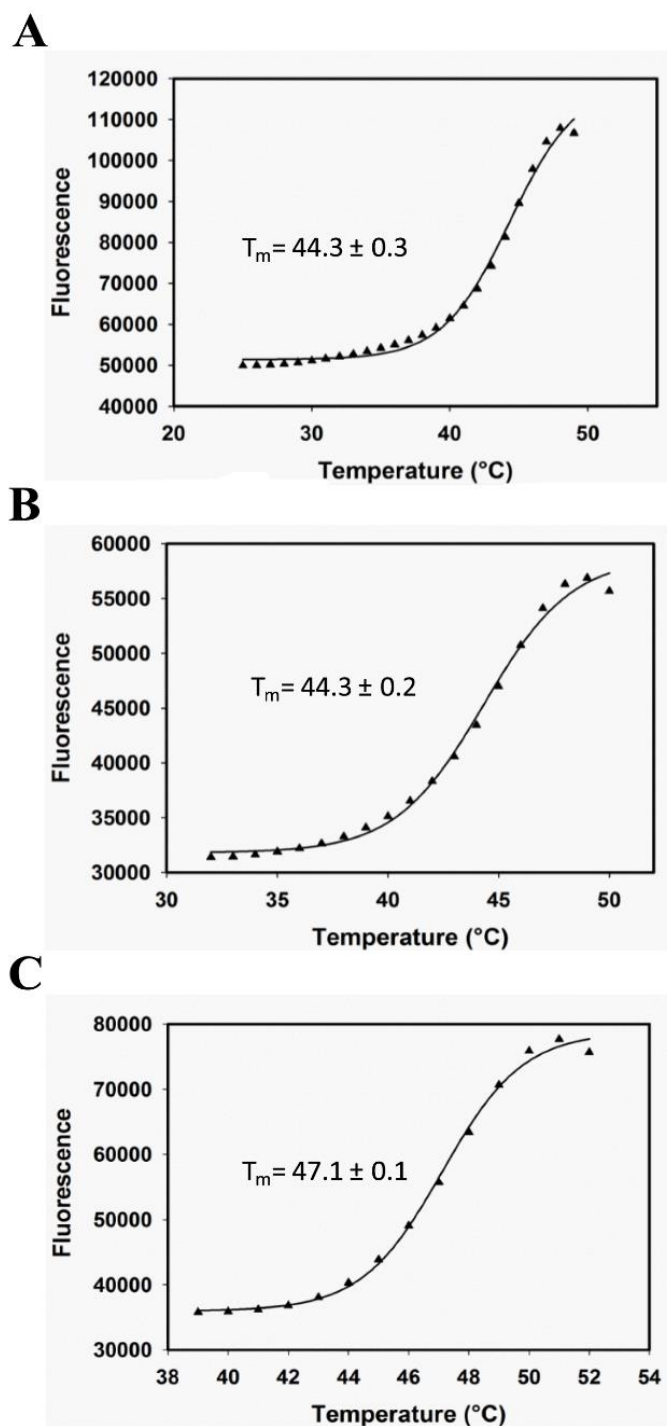 A
120000
110000
100000
90000
80000
70000
60000
50000
40000
Fluorescence
Tm= 44.3 ± 0.3
20 30 40 50
Temperature (°C)
B
60000
55000
50000
45000
40000
35000
30000
Fluorescence
Tm= 44.3 ± 0.2
30 35 40 45 50
Temperature (°C)
C
80000
70000
60000
50000
40000
30000
Fluorescence
Tm= 47.1 ± 0.1
38 40 42 44 46 48 50 52 54
Temperature (°C)